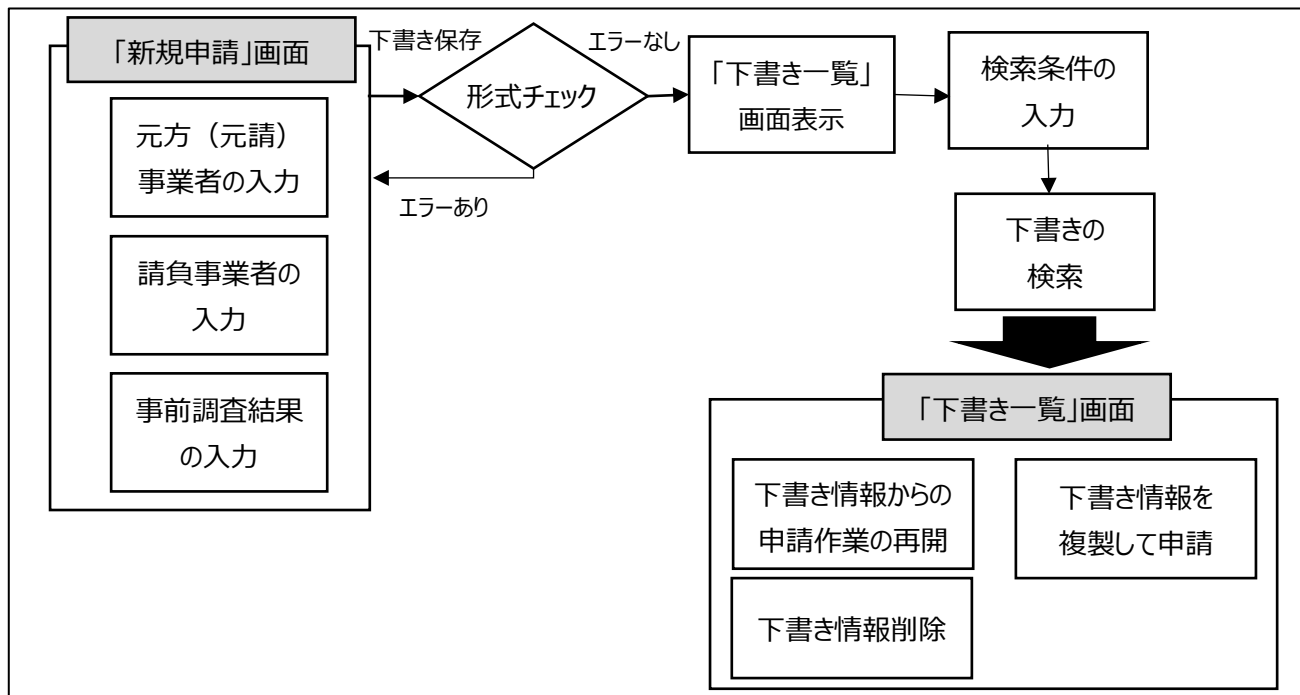 「新規申請」画面
元方（元請）
事業者の入力
請負事業者の
入力
事前調査結果
の入力
下書き保存
形式チェック
エラーなし
エラーあり
「下書き一覧」
画面表示
検索条件の
入力
下書きの
検索
「下書き一覧」画面
下書き情報からの
申請作業の再開
下書き情報を
複製して申請
下書き情報削除